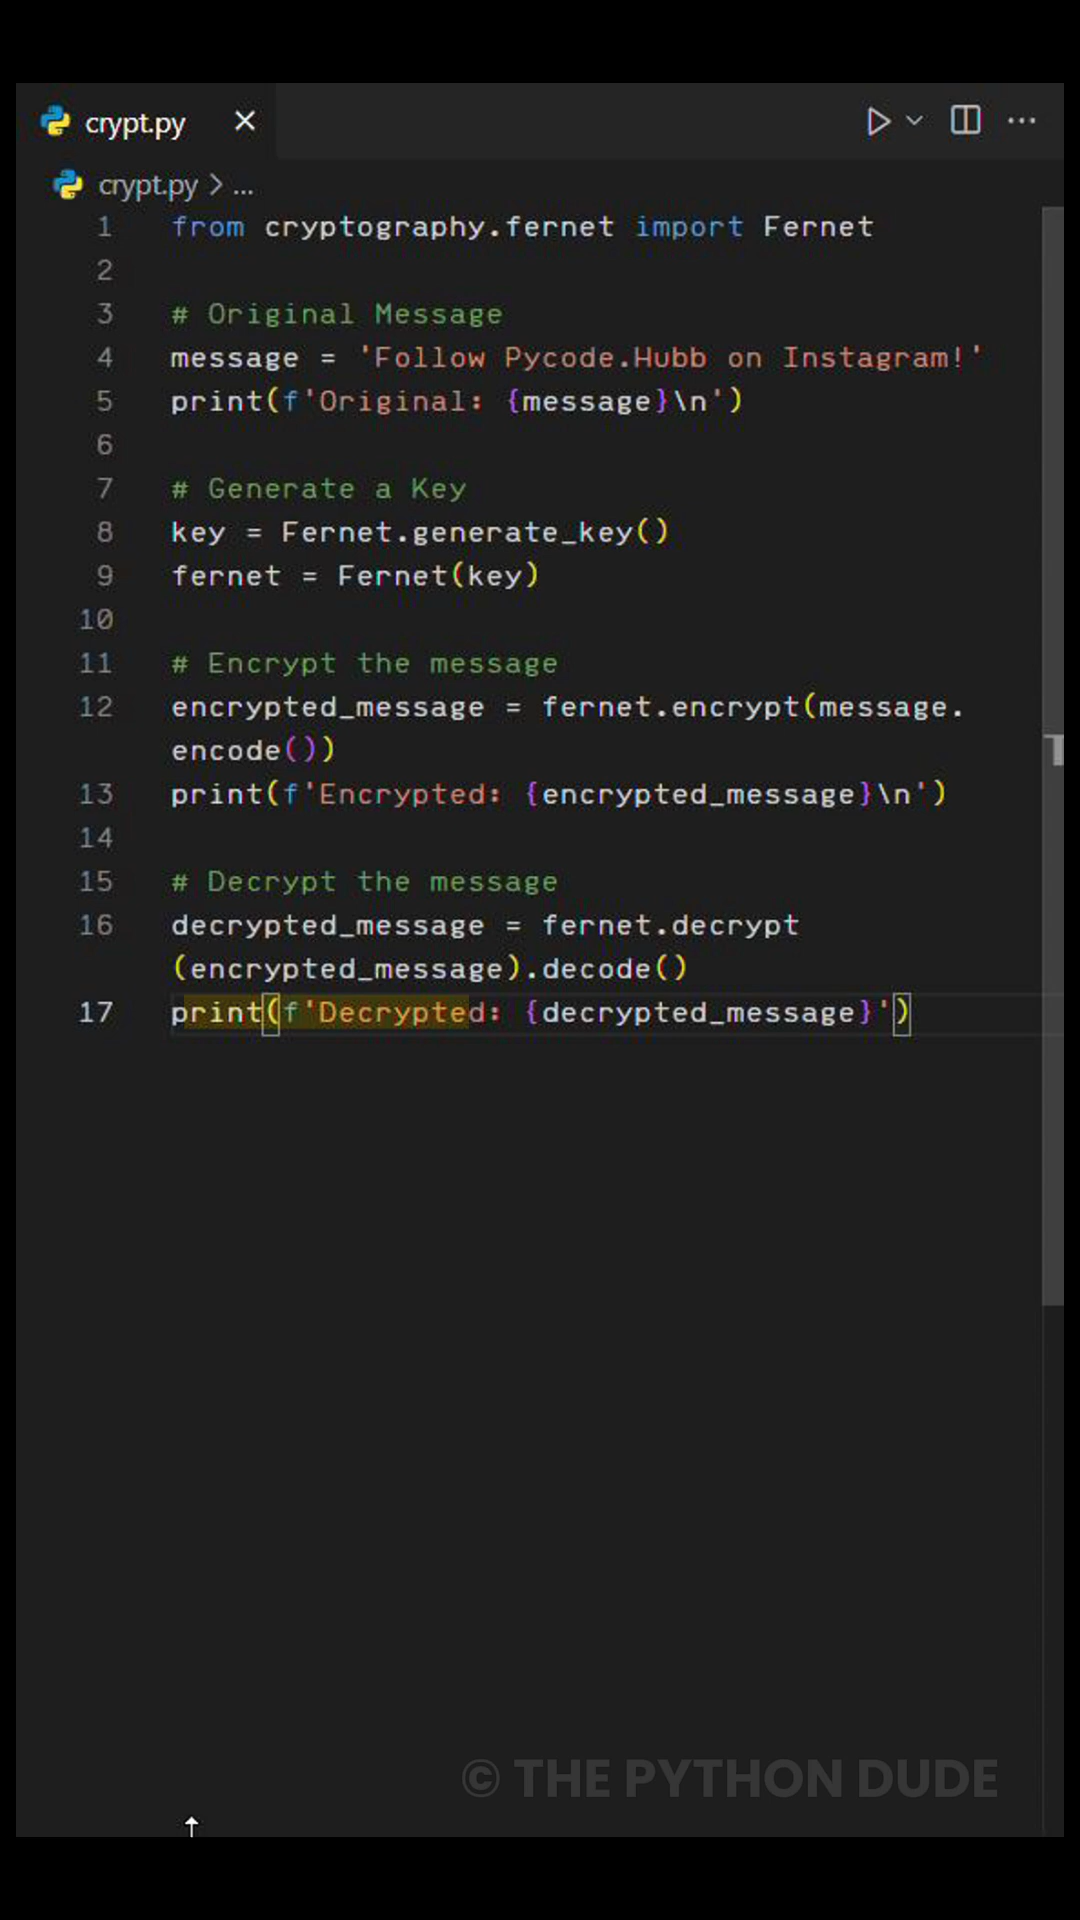 crypt.py
crypt.py > ...
1 from cryptography.fernet import Fernet
2
3 # Original Message
4 message = 'Follow Pycode.Hubb on Instagram!'
5 print(f'Original: {message}\n')
6
7 # Generate a Key
8 key = Fernet.generate_key()
9 fernet = Fernet(key)
10
11 # Encrypt the message
12 encrypted_message = fernet.encrypt(message.
encode())
13 print(f'Encrypted: {encrypted_message}\n')
14
15 # Decrypt the message
16 decrypted_message = fernet.decrypt
(encrypted_message).decode()
17 print(f'Decrypted: {decrypted_message}')
© THE PYTHON DUDE